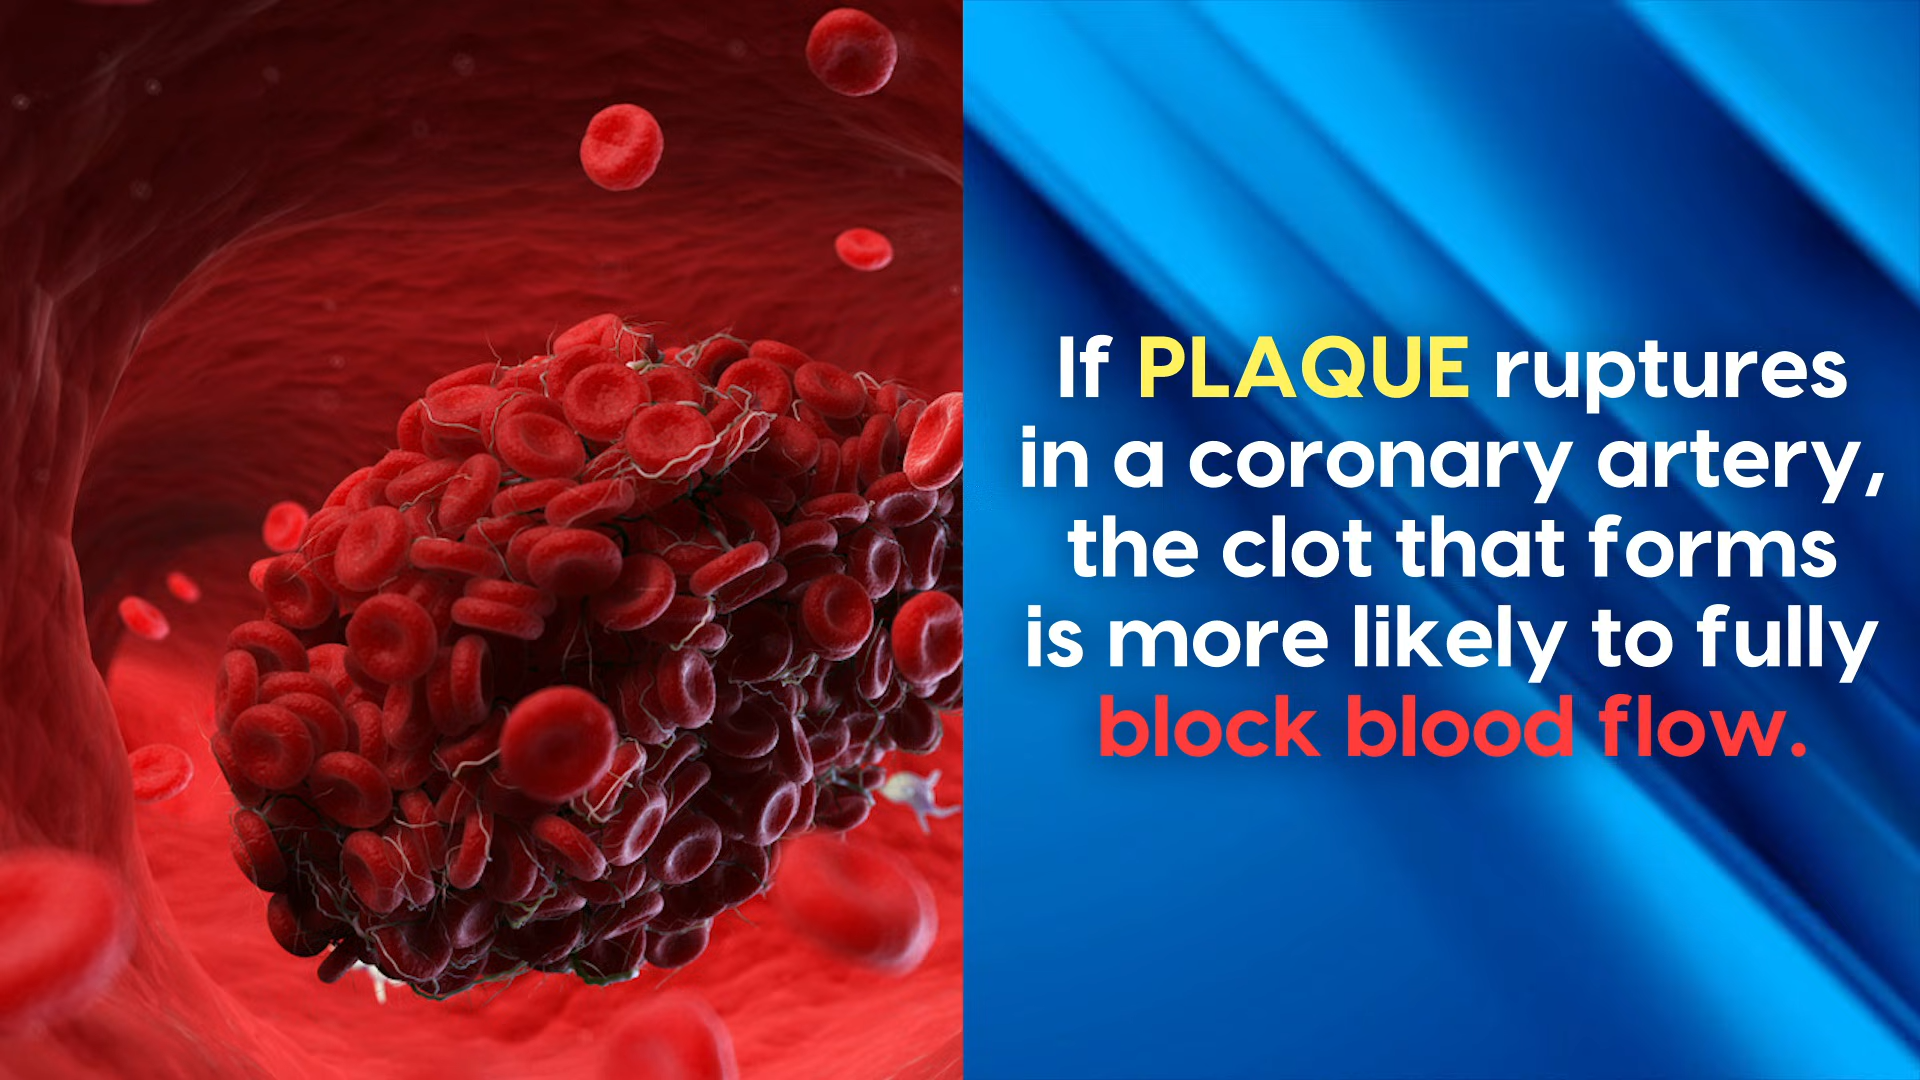 If PLAQUE ruptures
in a coronary artery,
the clot that forms
is more likely to fully
block blood flow.